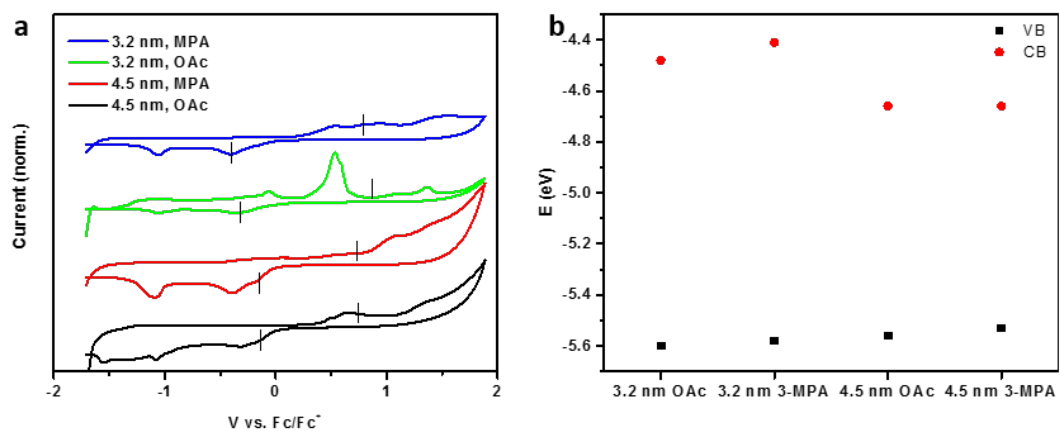 a
3.2 nm, MPA
3.2 nm, OAc
4.5 nm, MPA
4.5 nm, OAc
Current (norm.)
-2
-1
0
1
2
V vs. Fc/Fc⁺
b
VB
CB
E (eV)
-4.4
-4.6
-4.8
-5.0
-5.2
-5.4
-5.6
3.2 nm OAc
3.2 nm 3-MPA
4.5 nm OAc
4.5 nm 3-MPA